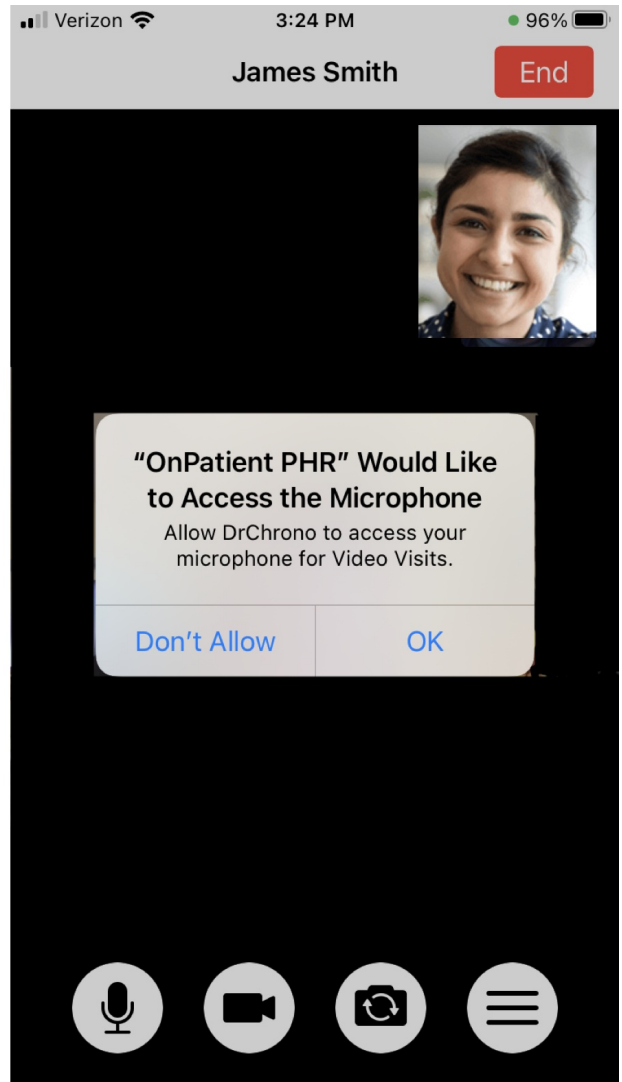 Verizon 3:24 PM 96%
James Smith End
“OnPatient PHR” Would Like
to Access the Microphone
Allow DrChrono to access your
microphone for Video Visits.
Don’t Allow OK